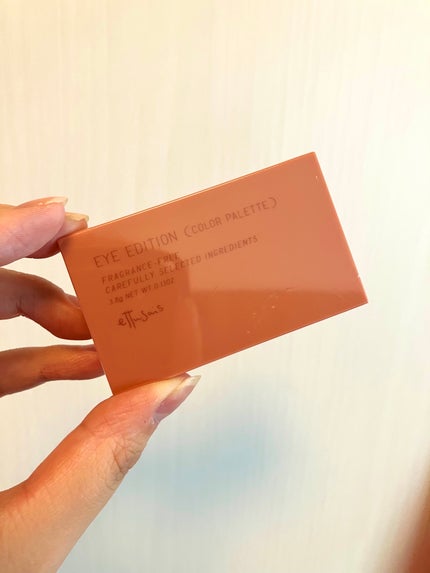 EYE EDITION (COLOR PALETTE)
FRAGRANCE-FREE
CAREFULLY SELECTED INGREDIENTS
3.8g NET WT. 0.13OZ
ettusais